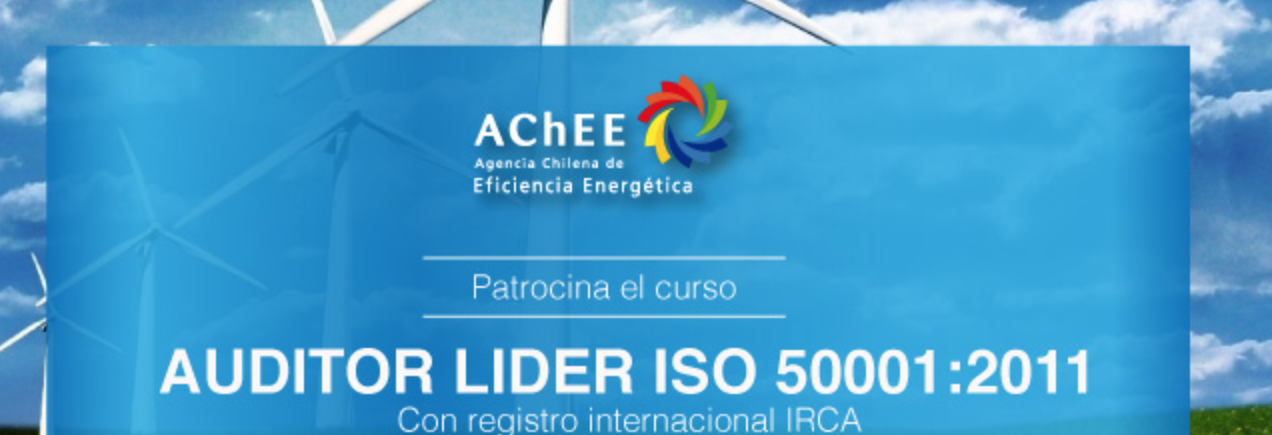 AChEE
Agencia Chilena de
Eficiencia Energética
Patrocina el curso
AUDITOR LIDER ISO 50001:2011
Con registro internacional IRCA